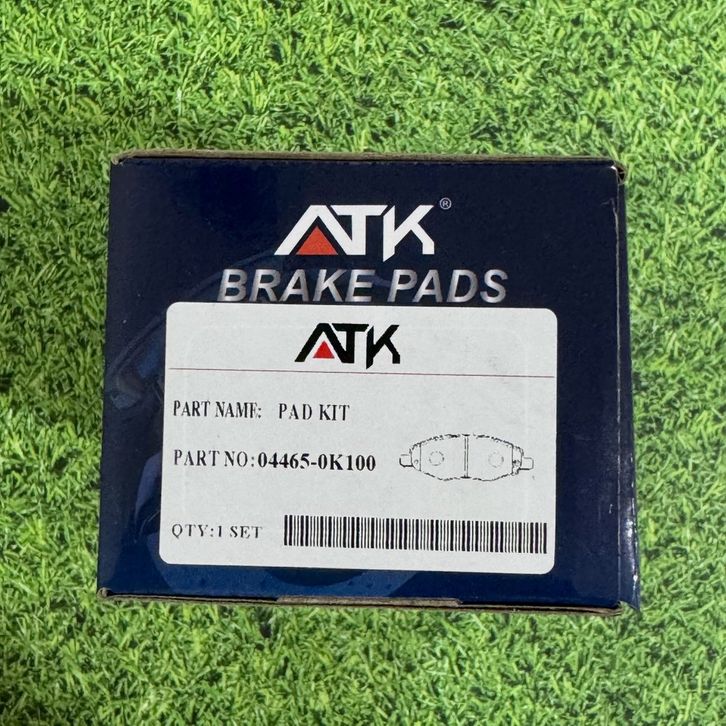 ATK®
BRAKE PADS
ATK
PART NAME: PAD KIT
PART NO:04465-0K100
QTY:1 SET